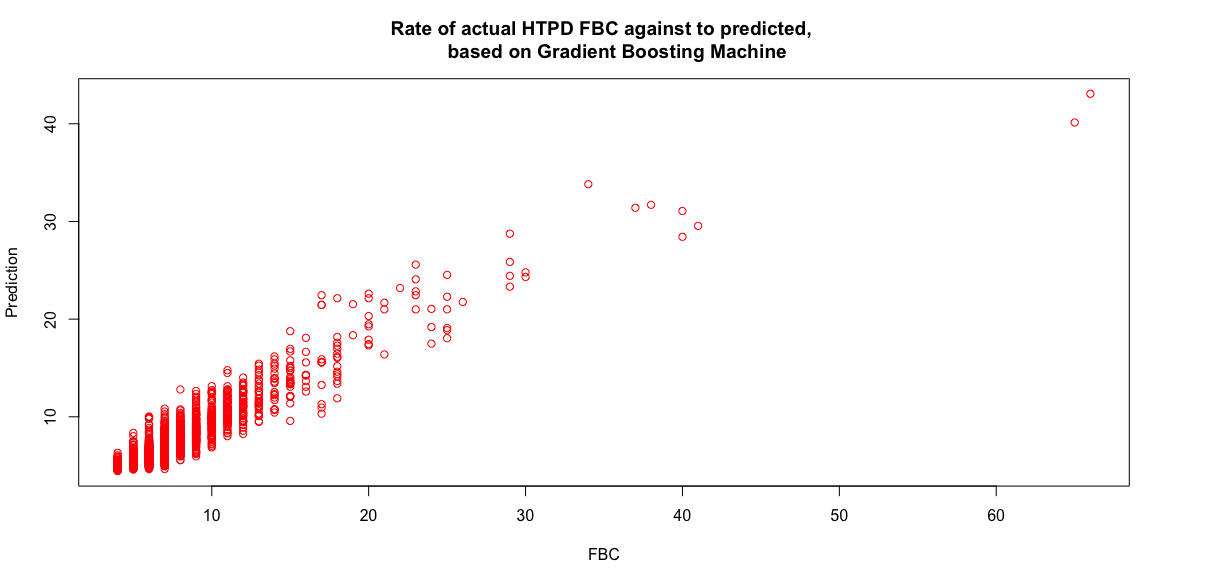 Rate of actual HTPD FBC against to predicted,
based on Gradient Boosting Machine
Prediction
40
30
20
10
10 20 30 40 50 60
FBC